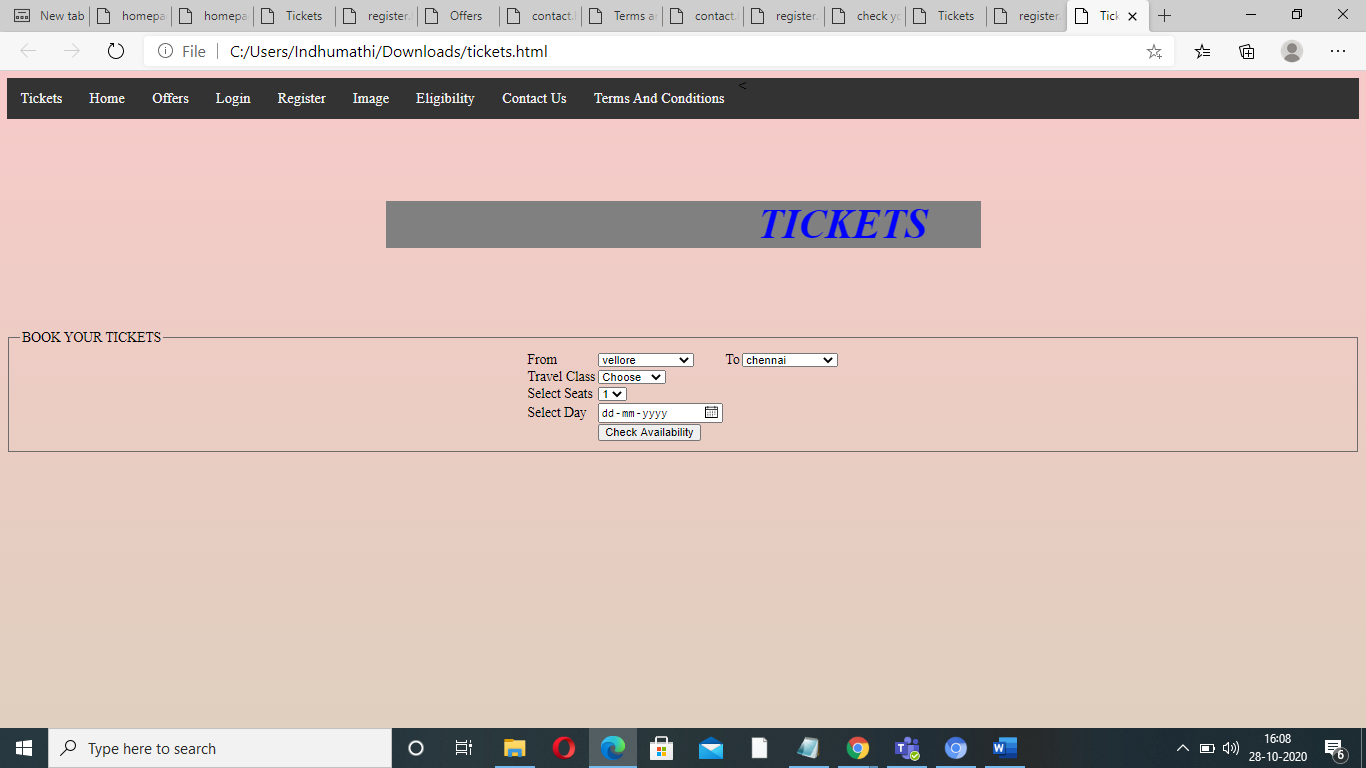 New tab homepa homepa Tickets register. Offers contact.l Terms ar contact. register. check yo Tickets register. Tick
File C:/Users/Indhumathi/Downloads/tickets.html
Tickets Home Offers Login Register Image Eligibility Contact Us Terms And Conditions <
TICKETS
BOOK YOUR TICKETS
From vellore To chennai
Travel Class Choose
Select Seats 1
Select Day dd-mm-yyyy
Check Availability
Type here to search
16:08
28-10-2020
6